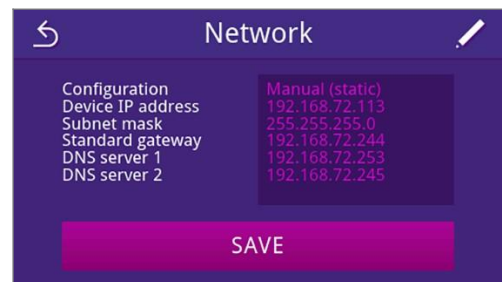 Network
Configuration Manual (static)
Device IP address 192.168.72.113
Subnet mask 255.255.255.0
Standard gateway 192.168.72.244
DNS server 1 192.168.72.253
DNS server 2 192.168.72.245
SAVE